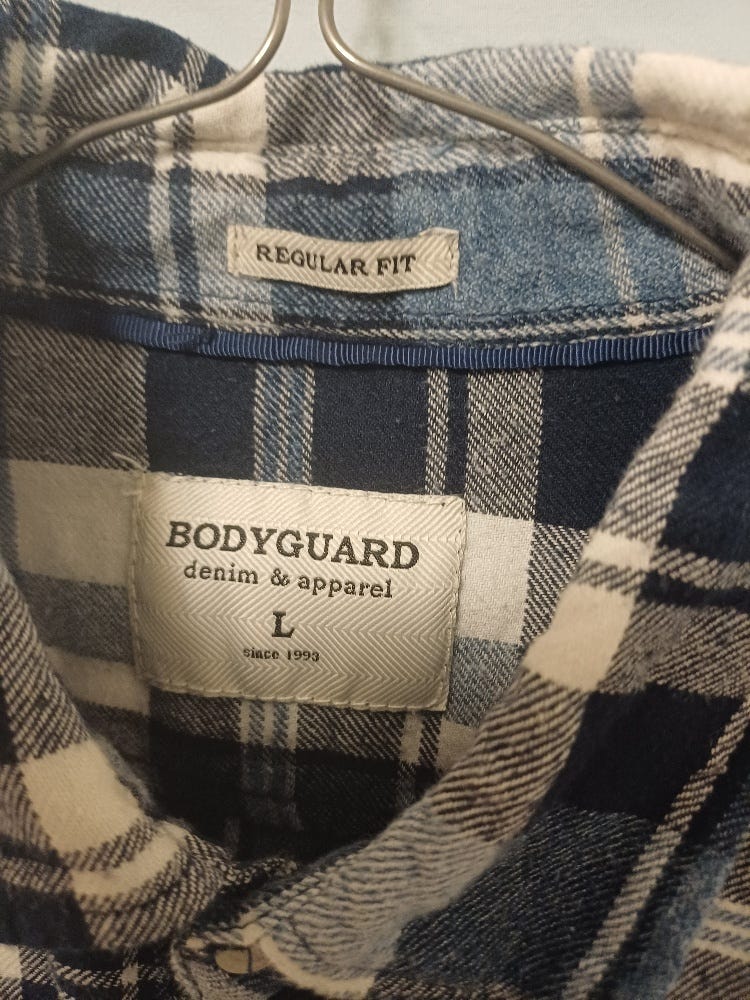 REGULAR FIT
BODYGUARD
denim & apparel
L
since 1993